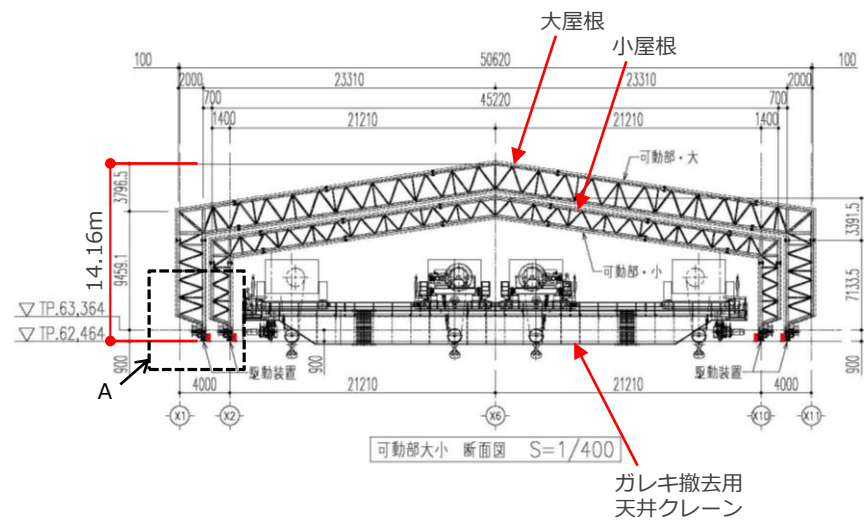 大屋根
小屋根
100
50620
100
2000
23310
23310
2000
700
45220
700
1400
21210
21210
1400
可動部・大
3796.5
3391.5
14.16m
9459.1
可動部・小
7133.5
▽ TP.63,364
▽ TP.62,464
900
駆動装置
900
駆動装置
900
A
4000
21210
21210
4000
X1
X2
X6
X10
X11
可動部大小 断面図 S=1/400
ガレキ撤去用
天井クレーン